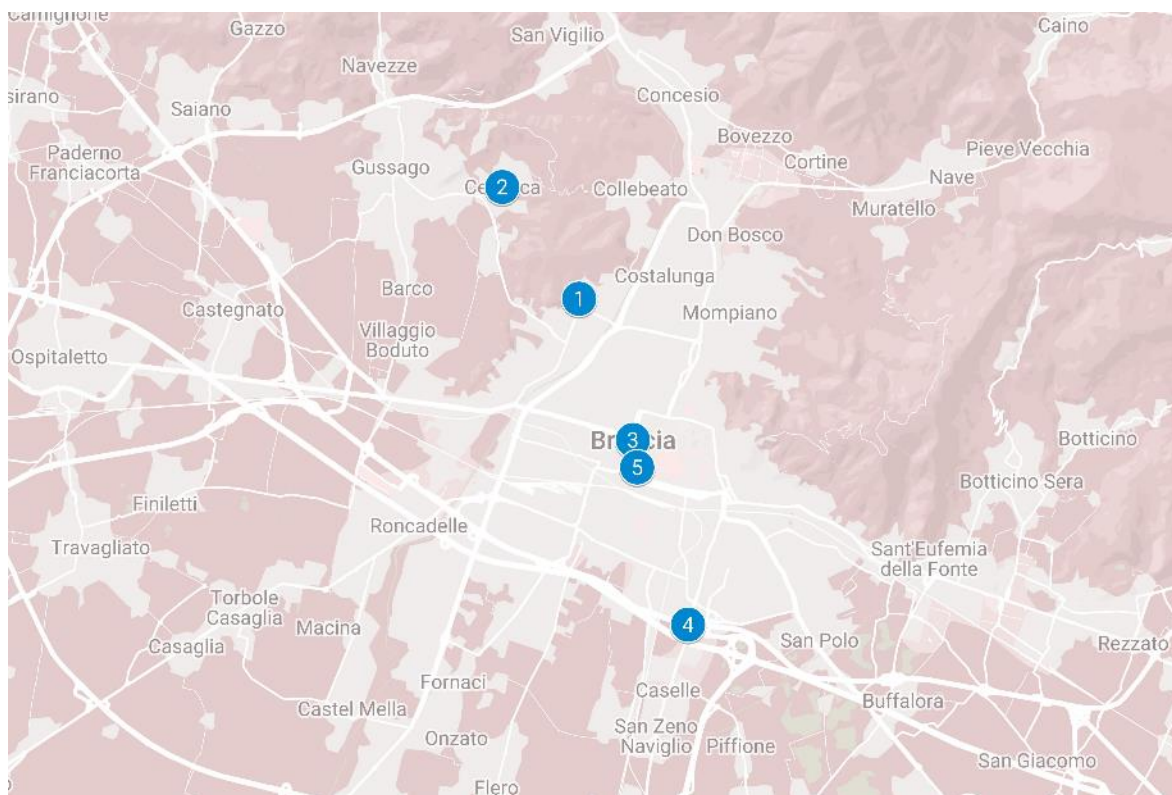 Camignone
Gazzo
San Vigilio
Caino
Navezze
sirano
Saiano
Concesio
Bovezzo
Paderno
Franciacorta
Gussago
Cortine
Pieve Vecchia
Nave
2
Collebeato
Muratello
Don Bosco
Costalunga
Barco
1
Castegnato
Mompiano
Villaggio
Boduto
Ospitaletto
3
Botticino
5
Botticino Sera
Finiletti
Roncadelle
Travagliato
Sant'Eufemia
della Fonte
Torbole
Casaglia
Macina
4
San Polo
Casaglia
Rezzato
Fornaci
Caselle
Castel Mella
Buffalora
San Zeno
Naviglio
Piffione
Onzato
San Giacomo
Flero